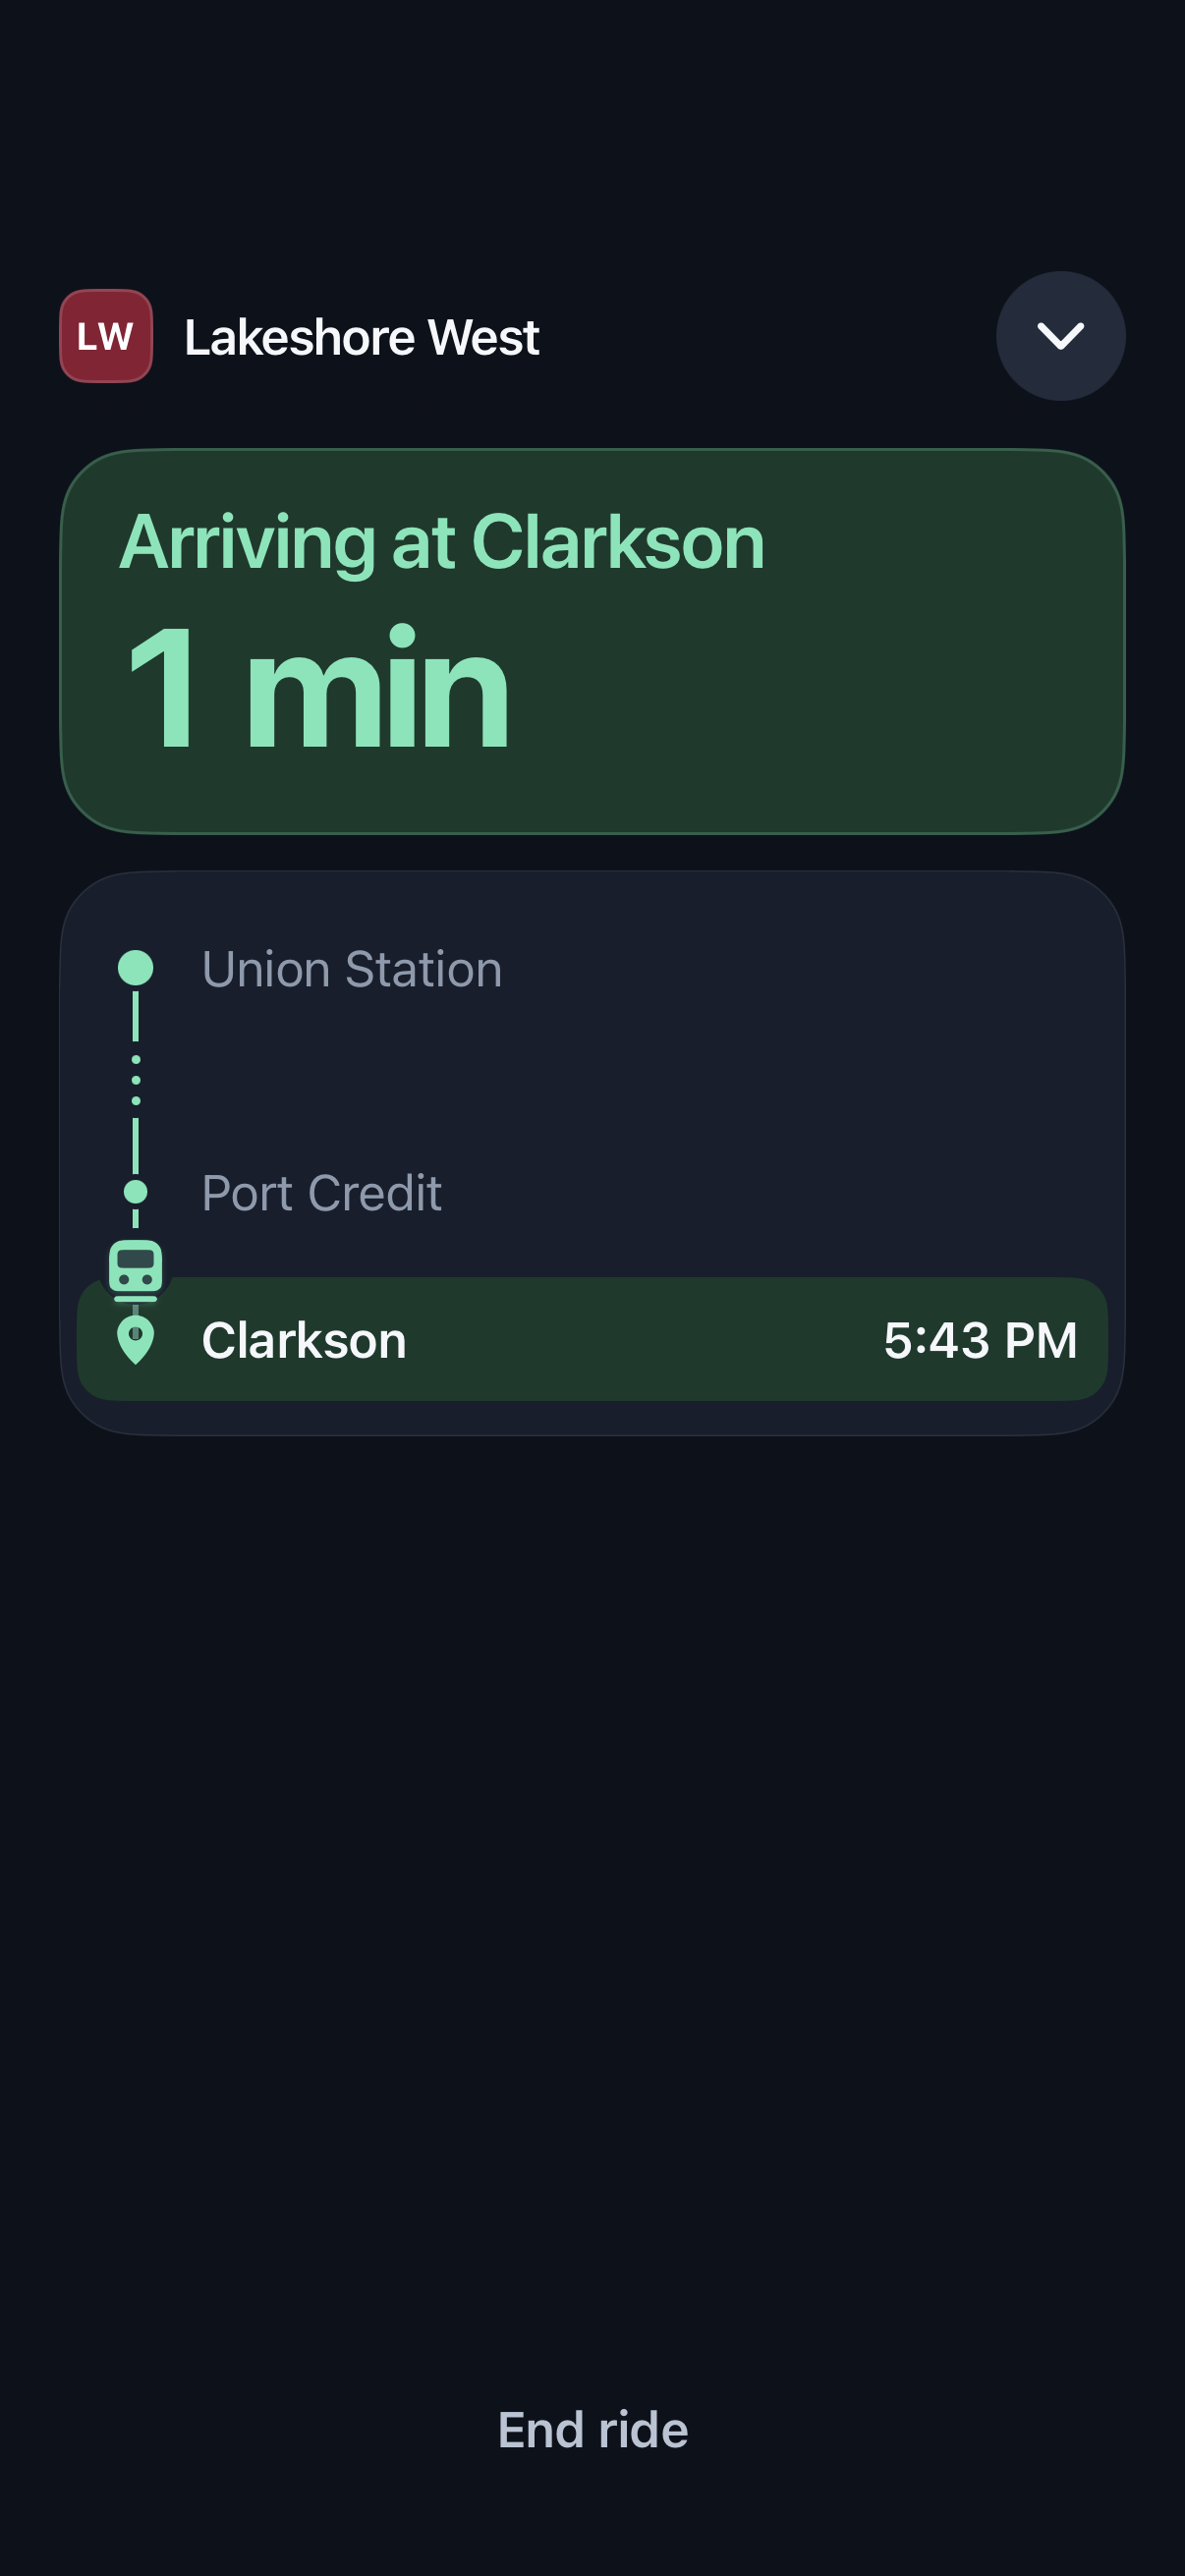 LW Lakeshore West
Arriving at Clarkson
1 min
Union Station
Port Credit
Clarkson 5:43 PM
End ride